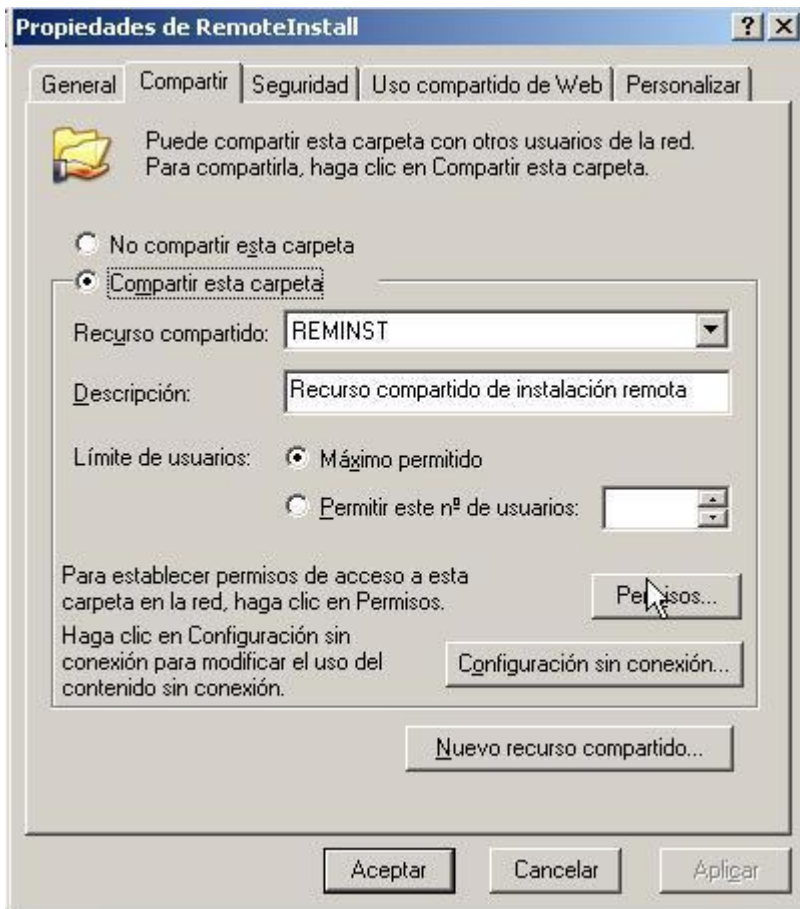 Propiedades de RemoteInstall
General Compartir Seguridad Uso compartido de Web Personalizar
Puede compartir esta carpeta con otros usuarios de la red.
Para compartirla, haga clic en Compartir esta carpeta.
No compartir esta carpeta
Compartir esta carpeta
Recurso compartido: REMINST
Descripción: Recurso compartido de instalación remota
Límite de usuarios: Máximo permitido
Permitir este nº de usuarios:
Para establecer permisos de acceso a esta
carpeta en la red, haga clic en Permisos.
Permisos...
Haga clic en Configuración sin
conexión para modificar el uso del
contenido sin conexión.
Configuración sin conexión...
Nuevo recurso compartido...
Aceptar Cancelar Aplicar